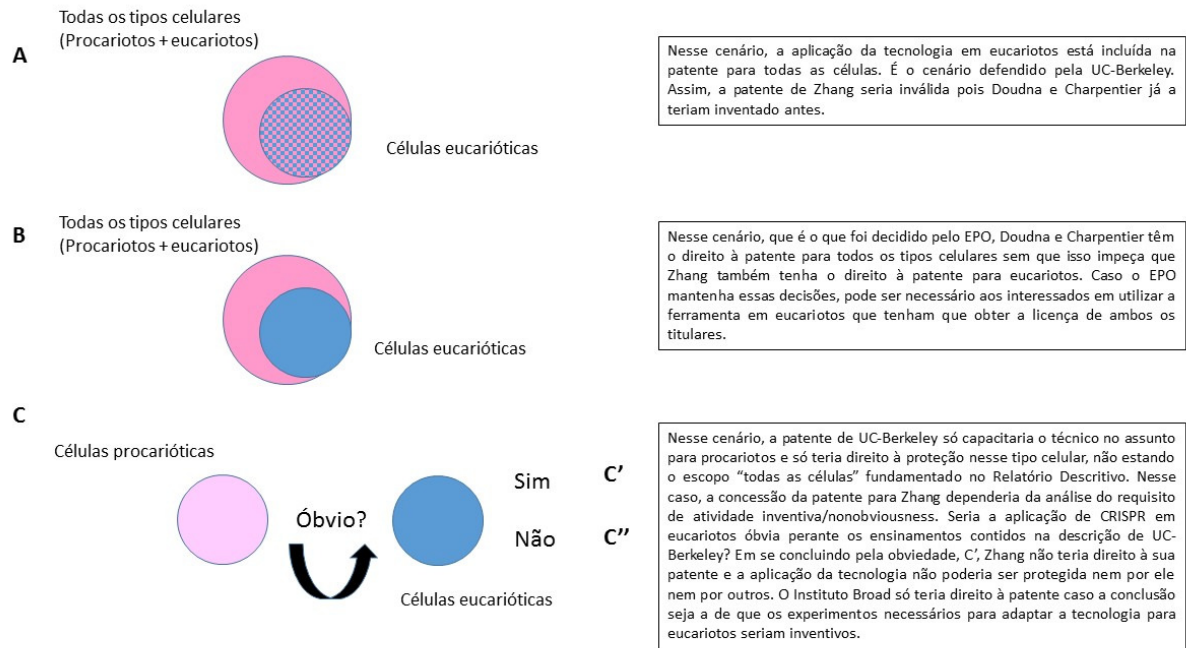 Todas os tipos celulares
(Procariotos + eucariotos)
A
Células eucarióticas
Nesse cenário, a aplicação da tecnologia em eucariotos está incluída na
patente para todas as células. É o cenário defendido pela UC-Berkeley.
Assim, a patente de Zhang seria inválida pois Doudna e Charpentier já a
teriam inventado antes.
Todas os tipos celulares
(Procariotos + eucariotos)
B
Células eucarióticas
Nesse cenário, que é o que foi decidido pelo EPO, Doudna e Charpentier têm
o direito à patente para todos os tipos celulares sem que isso impeça que
Zhang também tenha o direito à patente para eucariotos. Caso o EPO
mantenha essas decisões, pode ser necessário aos interessados em utilizar a
ferramenta em eucariotos que tenham que obter a licença de ambos os
titulares.
C
Células procarióticas
Óbvio?
Sim
C'
Não
C''
Células eucarióticas
Nesse cenário, a patente de UC-Berkeley só capacitaria o técnico no assunto
para procariotos e só teria direito à proteção nesse tipo celular, não estando
o escopo “todas as células” fundamentado no Relatório Descritivo. Nesse
caso, a concessão da patente para Zhang dependeria da análise do requisito
de atividade inventiva/nonobviousness. Seria a aplicação de CRISPR em
eucariotos óbvia perante os ensinamentos contidos na descrição de UC-
Berkeley? Em se concluindo pela obviedade, C', Zhang não teria direito à sua
patente e a aplicação da tecnologia não poderia ser protegida nem por ele
nem por outros. O Instituto Broad só teria direito à patente caso a conclusão
seja a de que os experimentos necessários para adaptar a tecnologia para
eucariotos seriam inventivos.